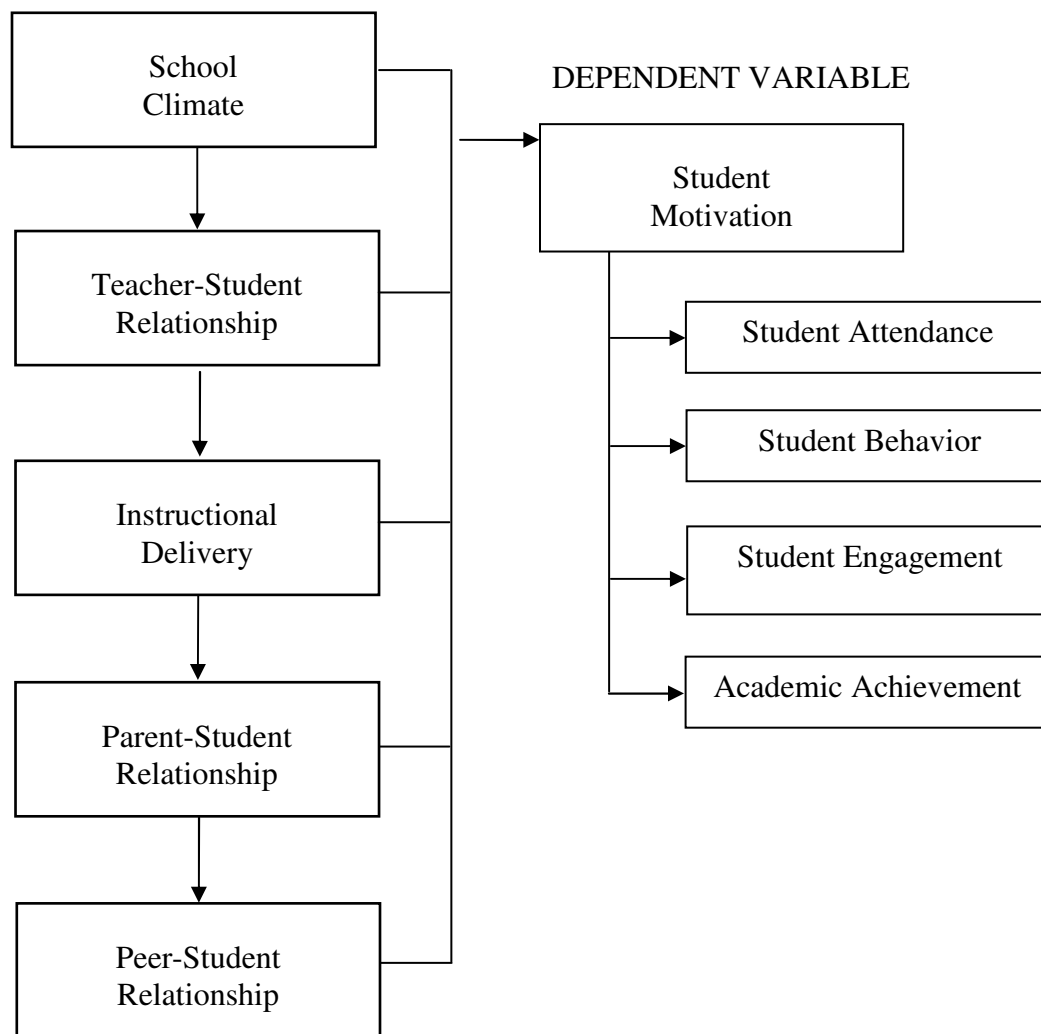 School
Climate
Teacher-Student
Relationship
Instructional
Delivery
Parent-Student
Relationship
Peer-Student
Relationship
DEPENDENT VARIABLE
Student
Motivation
Student Attendance
Student Behavior
Student Engagement
Academic Achievement